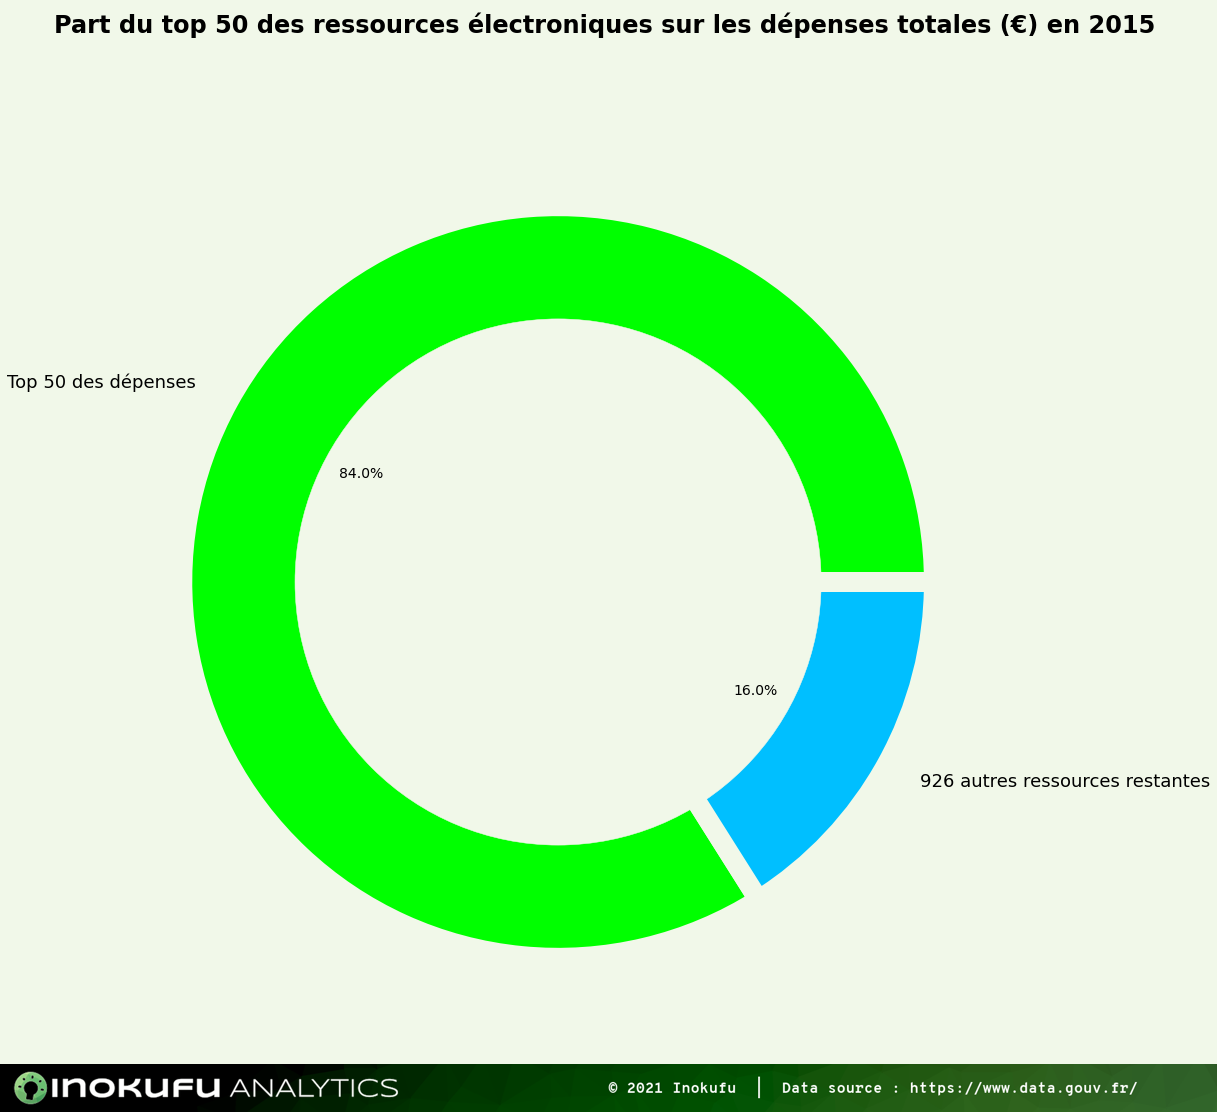 Part du top 50 des ressources électroniques sur les dépenses totales (€) en 2015
Top 50 des dépenses
84.0%
16.0%
926 autres ressources restantes
INOKUFU ANALYTICS
© 2021 Inokufu | Data source : https://www.data.gouv.fr/